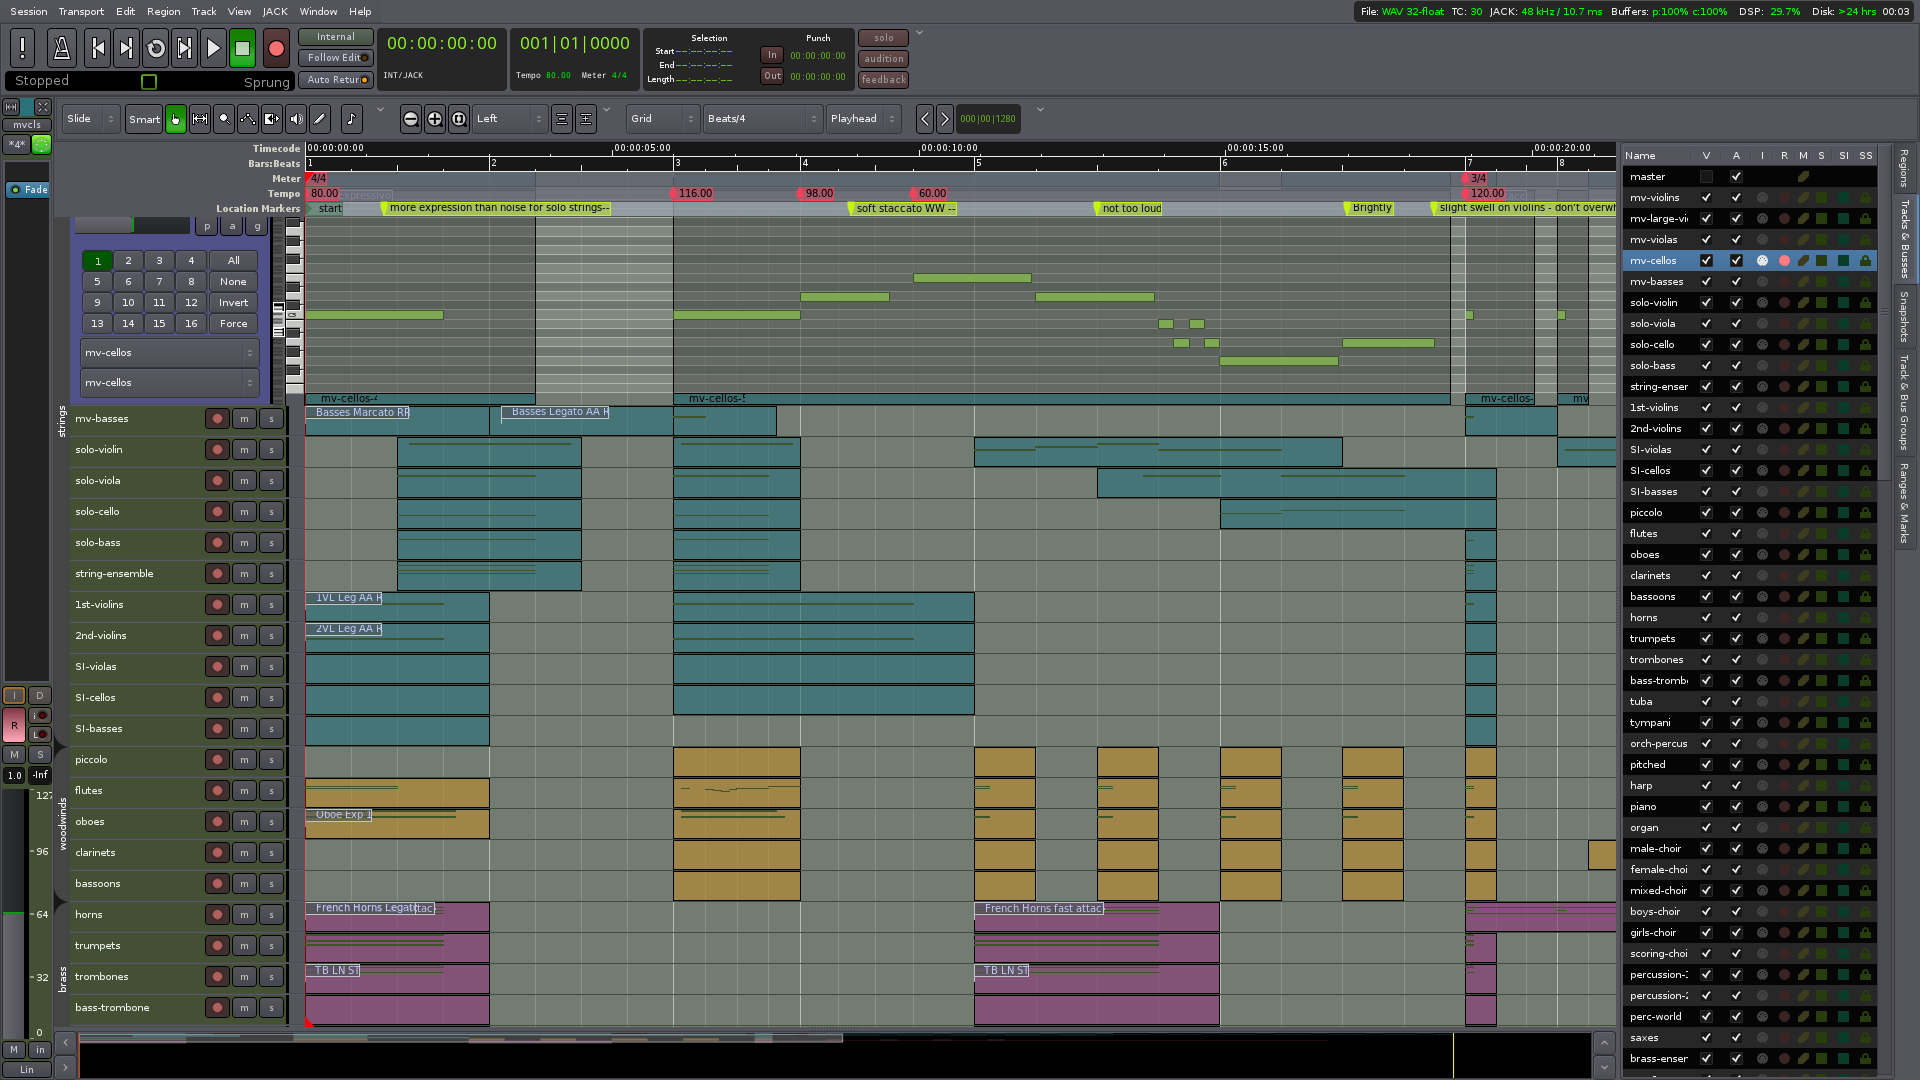 Session Transport Edit Region Track View JACK Window Help
File: WAV 32-float TC: 30 JACK: 48 kHz / 10.7 ms Buffers: p:100% c:100% DSP: 29.7% Disk: >24 hrs 00:03
Internal
Follow Edit
Auto Retur
Stopped Sprung
00:00:00:00
INT/JACK
001|01|0000
Tempo 80.00 Meter 4/4
Selection
Start --:--:--:--
End --:--:--:--
Length --:--:--:--
Punch
In 00:00:00:00
Out 00:00:00:00
solo
audition
feedback
mvcls
*4*
Fade
Slide Smart Left Grid Beats/4 Playhead 000|00|1280
Timecode 00:00:00:00 00:00:05:00 00:00:10:00 00:00:15:00 00:00:20:00
Bars:Beats 1 2 3 4 5 6 7 8
Meter 4/4 3/4
Tempo 80.00 116.00 98.00 60.00 120.00
Location Markers start more expression than noise for solo strings-- soft staccato WW -- not too loud Brightly slight swell on violins - don't overwh
p a g
1 2 3 4 All
5 6 7 8 None
9 10 11 12 Invert
13 14 15 16 Force
mv-cellos
mv-cellos
mv-cellos-4 mv-cellos-5 mv-cellos- mv
strings
mv-basses m s Basses Marcato RR Basses Legato AA R
solo-violin m s
solo-viola m s
solo-cello m s
solo-bass m s
string-ensemble m s
1st-violins m s 1VL Leg AA R
2nd-violins m s 2VL Leg AA R
SI-violas m s
SI-cellos m s
SI-basses m s
woodwinds
piccolo m s
flutes m s
oboes m s Oboe Exp 1
clarinets m s
bassoons m s
brass
horns m s French Horns Legato tac French Horns fast attac
trumpets m s
trombones m s TB LN ST TB LN ST
bass-trombone m s
I D
R
M S
1.0 -Inf
127
96
64
32
0
M in
Lin
Name V A I R M S SI SS
master
mv-violins
mv-large-vi
mv-violas
mv-cellos
mv-basses
solo-violin
solo-viola
solo-cello
solo-bass
string-enser
1st-violins
2nd-violins
SI-violas
SI-cellos
SI-basses
piccolo
flutes
oboes
clarinets
bassoons
horns
trumpets
trombones
bass-tromb
tuba
tympani
orch-percus
pitched
harp
piano
organ
male-choir
female-choi
mixed-choir
boys-choir
girls-choir
scoring-choi
percussion-1
percussion-2
perc-world
saxes
brass-enser
Regions
Tracks & Busses
Snapshots
Track & Bus Groups
Ranges & Marks